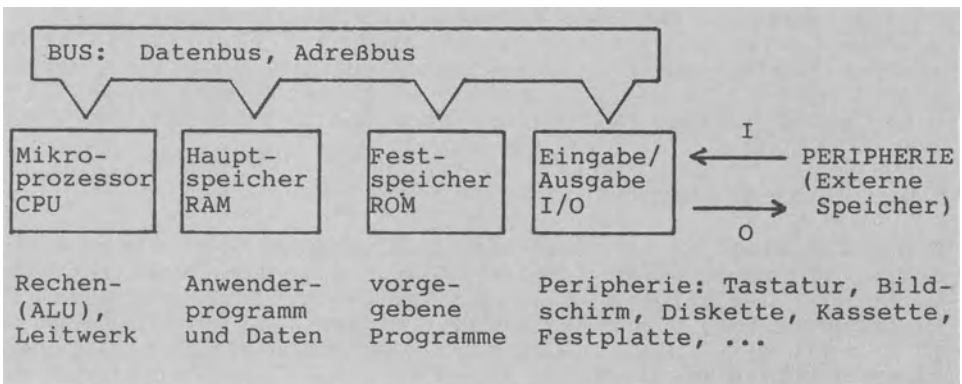 BUS: Datenbus, Adreßbus
Mikro-
prozessor
CPU
Haupt-
speicher
RAM
Fest-
speicher
ROM
Eingabe/
Ausgabe
I/O
I
O
PERIPHERIE
(Externe
Speicher)
Rechen-
(ALU),
Leitwerk
Anwender-
programm
und Daten
vorge-
gebene
Programme
Peripherie: Tastatur, Bild-
schirm, Diskette, Kassette,
Festplatte, ...